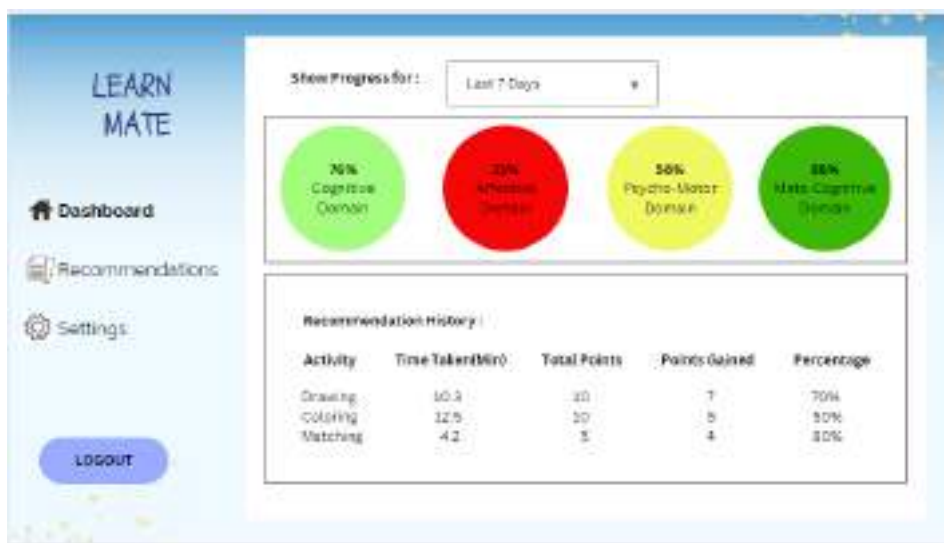 LEARN
MATE
Dashboard
Recommendations
Settings
LOGOUT
Show Progress for :
Last 7 Days
76%
Cognitive
Domain
Affective
Domain
56%
Psycho-Motor
Domain
Meta-Cognitive
Domain
Recommendation History :
Activity Time Taken(Min) Total Points Points Gained Percentage
Drawing 10.3 10 7 70%
Coloring 12.5 10 5 50%
Matching 4.2 5 4 80%